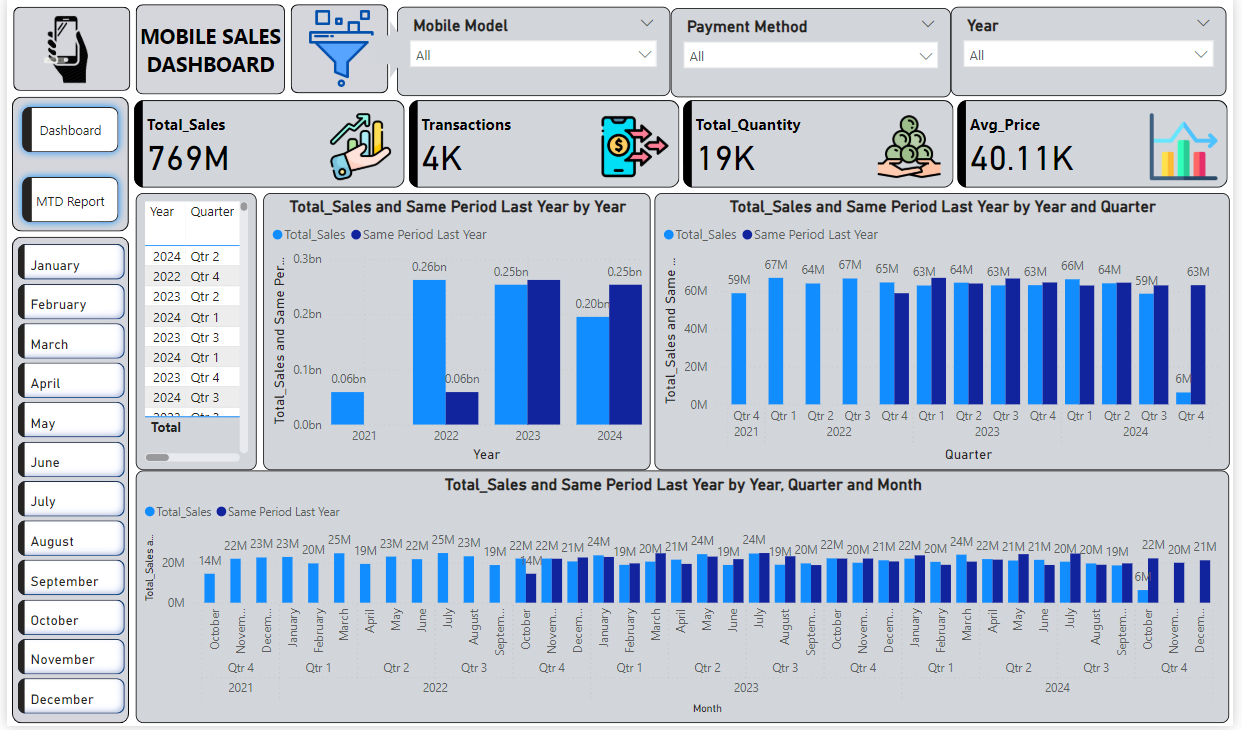 MOBILE SALES
DASHBOARD
Mobile Model
All
Payment Method
All
Year
All
Dashboard
MTD Report
Total_Sales
769M
Transactions
4K
Total_Quantity
19K
Avg_Price
40.11K
January
February
March
April
May
June
July
August
September
October
November
December
Year Quarter
2024 Qtr 2
2022 Qtr 4
2023 Qtr 2
2024 Qtr 1
2023 Qtr 3
2024 Qtr 1
2023 Qtr 4
2024 Qtr 3
Total
Total_Sales and Same Period Last Year by Year
Total_Sales Same Period Last Year
Total_Sales and Same Per...
0.3bn
0.2bn
0.1bn
0.0bn
0.06bn 0.26bn 0.06bn 0.25bn 0.20bn 0.25bn
2021 2022 2023 2024
Year
Total_Sales and Same Period Last Year by Year and Quarter
Total_Sales Same Period Last Year
Total_Sales and Same ...
60M
40M
20M
0M
59M 67M 64M 67M 65M 63M 64M 63M 63M 66M 64M 59M 6M 63M
Qtr 4 Qtr 1 Qtr 2 Qtr 3 Qtr 4 Qtr 1 Qtr 2 Qtr 3 Qtr 4 Qtr 1 Qtr 2 Qtr 3 Qtr 4
2021 2022 2023 2024
Quarter
Total_Sales and Same Period Last Year by Year, Quarter and Month
Total_Sales Same Period Last Year
Total_Sales a...
20M
0M
14M 22M 23M 23M 20M 25M 19M 23M 22M 25M 23M 19M 22M 14M 22M 21M 24M 19M 20M 21M 24M 19M 24M 19M 20M 22M 20M 21M 22M 20M 24M 22M 21M 21M 20M 20M 19M 6M 22M 20M 21M
October Novem... Decem... January February March April May June July August Septem... October Novem... Decem... January February March April May June July August Septem... October Novem... Decem... January February March April May June July August Septem... October Novem... Decem...
Qtr 4 Qtr 1 Qtr 2 Qtr 3 Qtr 4 Qtr 1 Qtr 2 Qtr 3 Qtr 4 Qtr 1 Qtr 2 Qtr 3 Qtr 4
2021 2022 2023 2024
Month